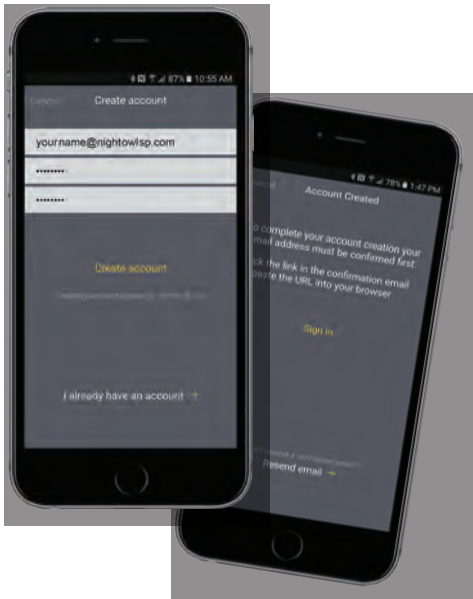 87% 10:55 AM
Cancel Create account
yourname@nightowlsp.com
••••••••
••••••••
Create account
I already have an account →
78% 1:47 PM
Account Created
o complete your account creation your
mail address must be confirmed first
ck the link in the confirmation email
paste the URL into your browser
Sign in
Resend email →